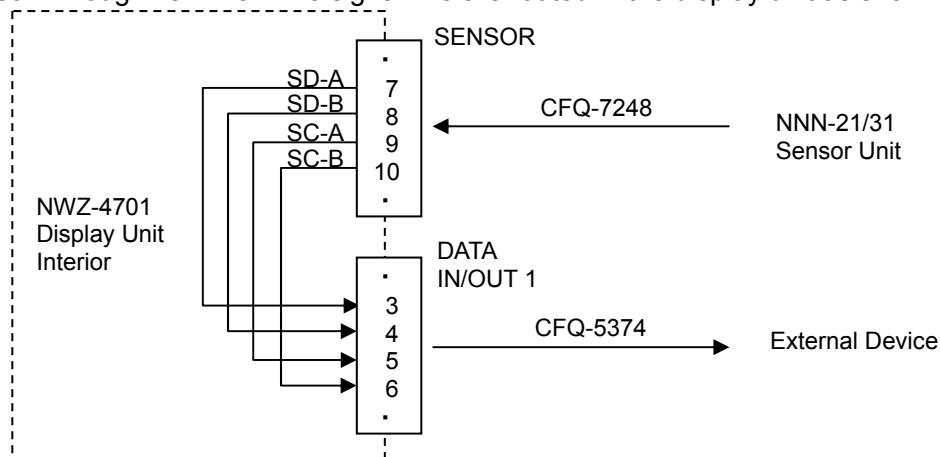 SENSOR
SD-A
SD-B
SC-A
SC-B
7
8
9
10
CFQ-7248
NNN-21/31
Sensor Unit
NWZ-4701
Display Unit
Interior
DATA
IN/OUT 1
3
4
5
6
CFQ-5374
External Device